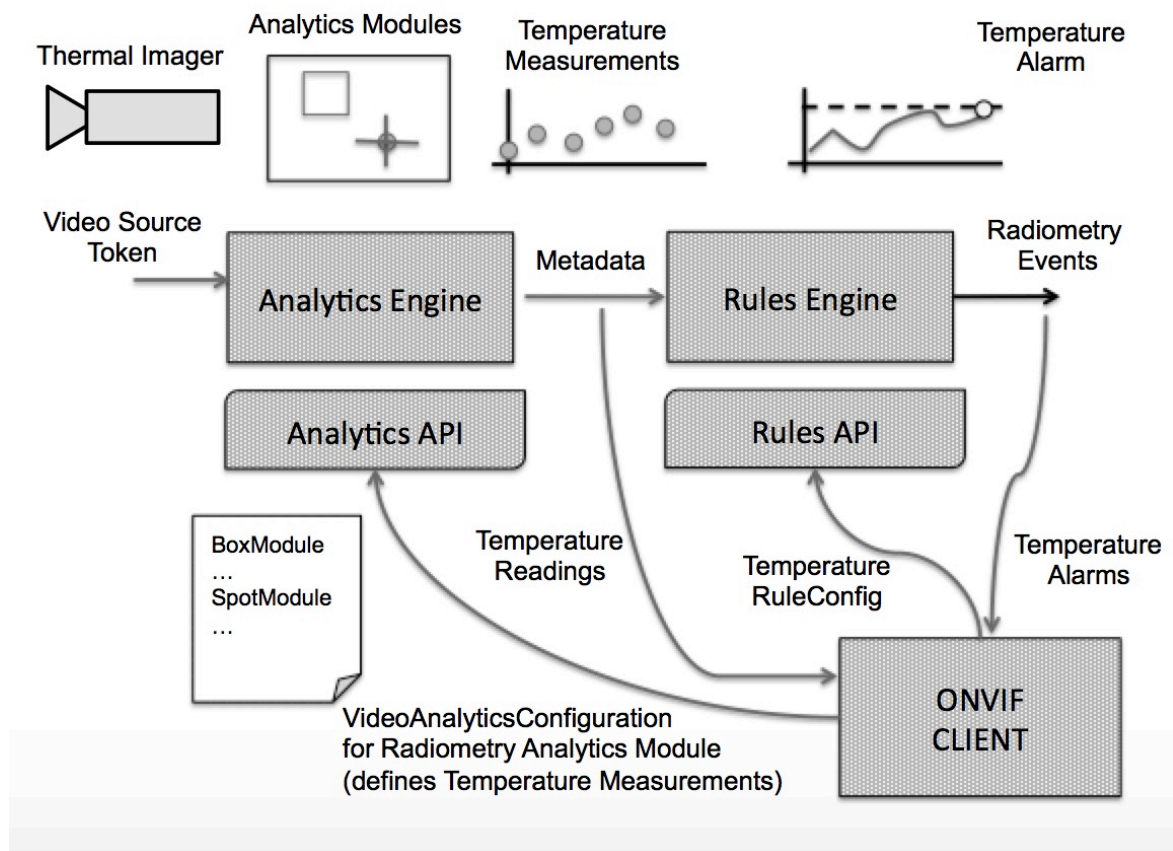 Thermal Imager
Analytics Modules
Temperature
Measurements
Temperature
Alarm
Video Source
Token
Analytics Engine
Metadata
Rules Engine
Radiometry
Events
Analytics API
Rules API
BoxModule
…
SpotModule
…
Temperature
Readings
Temperature
RuleConfig
Temperature
Alarms
VideoAnalyticsConfiguration
for Radiometry Analytics Module
(defines Temperature Measurements)
ONVIF
CLIENT